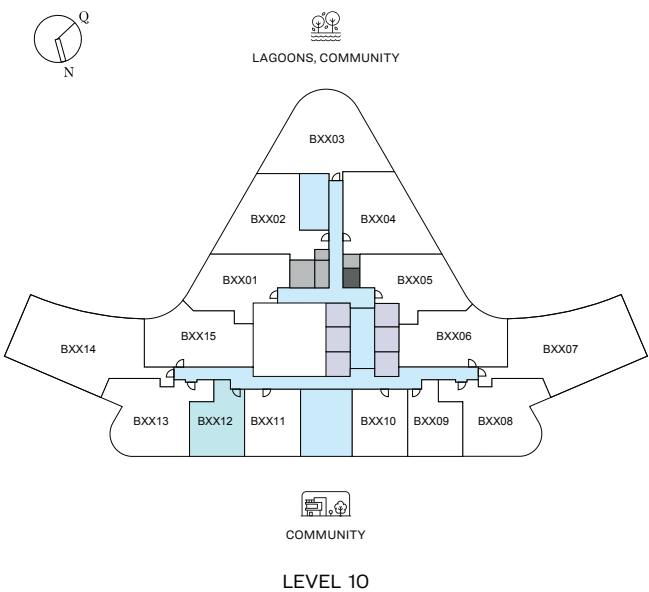 Q
N
LAGOONS, COMMUNITY
BXX03
BXX02
BXX04
BXX01
BXX05
BXX14
BXX15
BXX06
BXX07
BXX13
BXX12
BXX11
BXX10
BXX09
BXX08
COMMUNITY
LEVEL 10